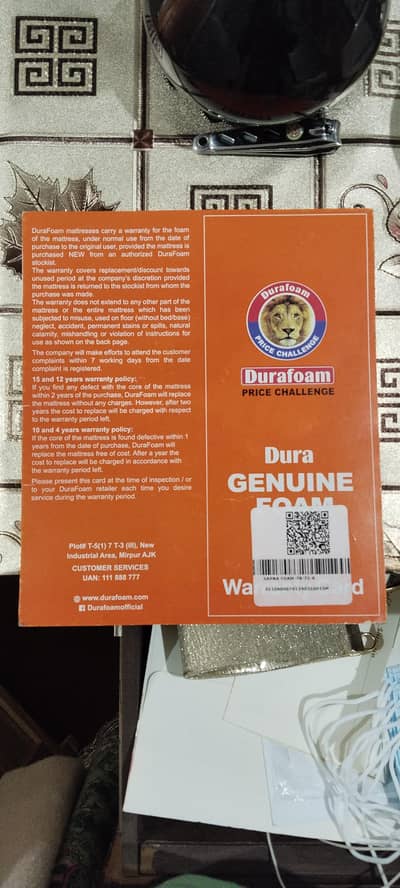 DuraFoam mattresses carry a warranty for the foam
of the mattress, under normal use from the date of
purchase to the original user, provided the mattress is
purchased NEW from an authorized DuraFoam
stockist.
The warranty covers replacement/discount towards
unused period at the company's discretion provided
the mattress is returned to the stockist from whom the
purchase was made.
The warranty does not extend to any other part of the
mattress or the entire mattress which has been
subjected to misuse, used on floor (without bed/base)
neglect, accident, permanent stains or spills, natural
calamity, mishandling or violation of instructions for
use as shown on the back page.
The company will make efforts to attend the customer
complaints within 7 working days from the date
complaint is registered.
15 and 12 years warranty policy:
If you find any defect with the core of the mattress
within 2 years of the purchase, DuraFoam will replace
the mattress without any charges. However, after two
years the cost to replace will be charged with respect
to the warranty period left.
10 and 4 years warranty policy:
If the core of the mattress is found defective within 1
years from the date of purchase, DuraFoam will
replace the mattress free of cost. After a year the
cost to replace will be charged in accordance with
the warranty period left.
Please present this card at the time of inspection / or
to your DuraFoam retailer each time you desire
service during the warranty period.
Plot# T-5(1) 7 T-3 (III), New
Industrial Area, Mirpur AJK
CUSTOMER SERVICES
UAN: 111 888 777
www.durafoam.com
Durafoamofficial
Durafoam
PRICE CHALLENGE
Durafoam
PRICE CHALLENGE
Dura
GENUINE
FOAM
Wa rd